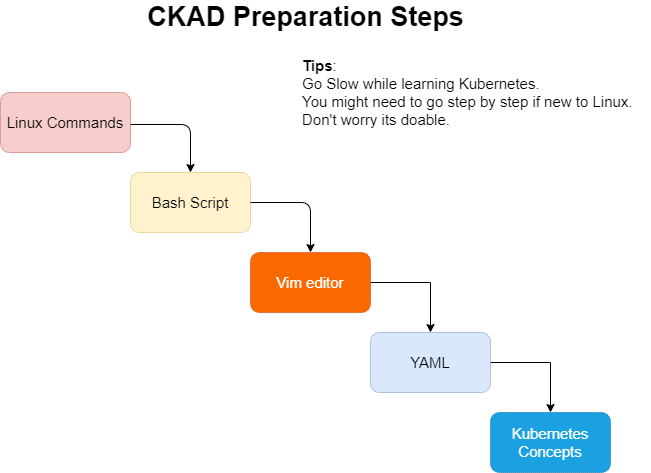 CKAD Preparation Steps
Tips:
Go Slow while learning Kubernetes.
You might need to go step by step if new to Linux.
Don't worry its doable.
Linux Commands
Bash Script
Vim editor
YAML
Kubernetes
Concepts